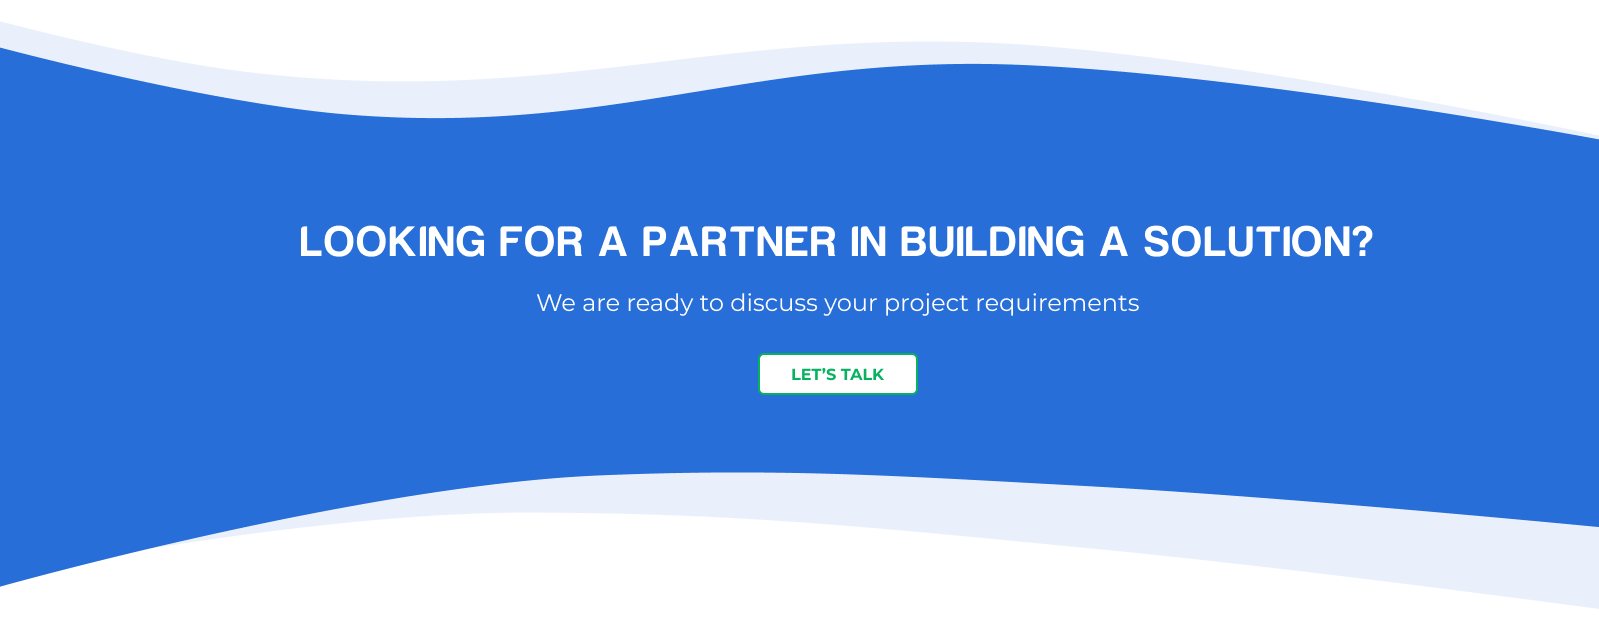 LOOKING FOR A PARTNER IN BUILDING A SOLUTION?
We are ready to discuss your project requirements
LET’S TALK